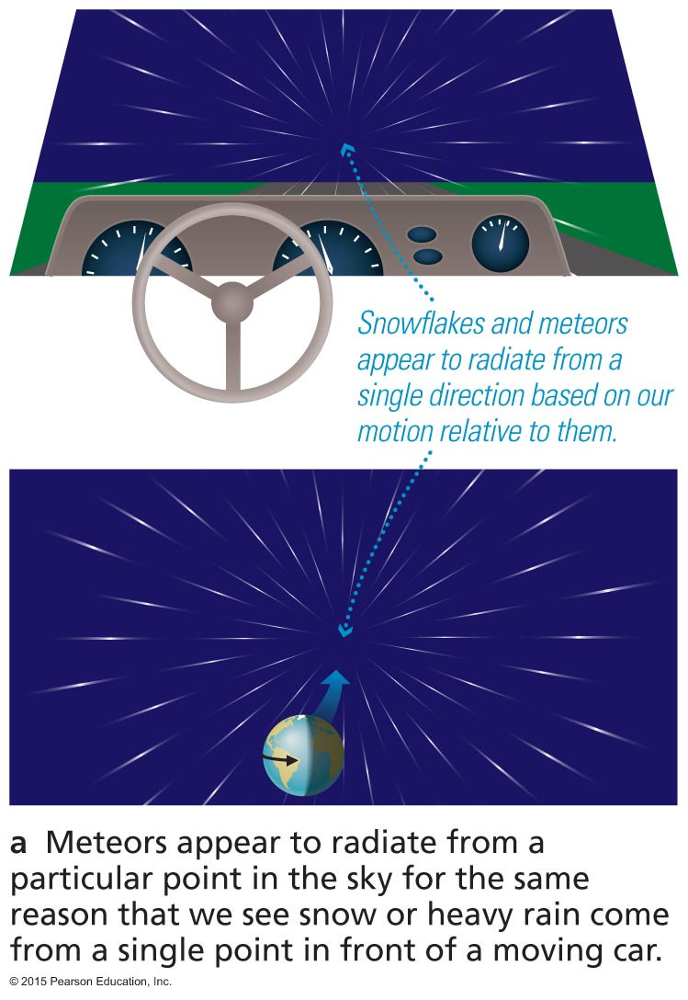 Snowflakes and meteors
appear to radiate from a
single direction based on our
motion relative to them.
a Meteors appear to radiate from a
particular point in the sky for the same
reason that we see snow or heavy rain come
from a single point in front of a moving car.
© 2015 Pearson Education, Inc.